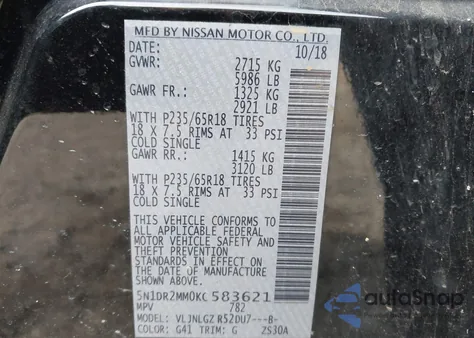 MFD BY NISSAN MOTOR CO., LTD.
DATE: 10/18
GVWR: 2715 KG
5986 LB
GAWR FR.: 1325 KG
2921 LB
WITH P235/65R18 TIRES
18 X 7.5 RIMS AT 33 PSI
COLD SINGLE
GAWR RR.: 1415 KG
3120 LB
WITH P235/65R18 TIRES
18 X 7.5 RIMS AT 33 PSI
COLD SINGLE
THIS VEHICLE CONFORMS TO
ALL APPLICABLE FEDERAL
MOTOR VEHICLE SAFETY AND
THEFT PREVENTION
STANDARDS IN EFFECT ON
THE DATE OF MANUFACTURE
SHOWN ABOVE.
5N1DR2MM0KC 583621
MPV 782
VLJNLGZ R52DU7---B-
COLOR: G41 TRIM: G ZS30A
autoSnap